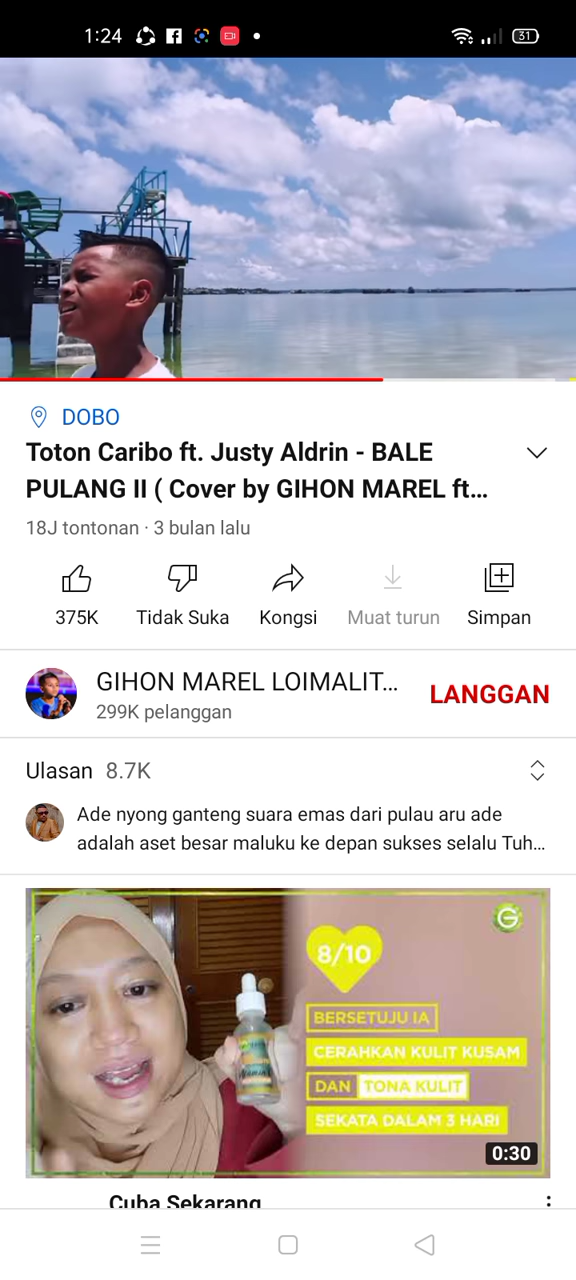 1:24
31
DOBO
Toton Caribo ft. Justy Aldrin - BALE
PULANG II ( Cover by GIHON MAREL ft...
18J tontonan · 3 bulan lalu
375K
Tidak Suka
Kongsi
Muat turun
Simpan
GIHON MAREL LOIMALIT...
299K pelanggan
LANGGAN
Ulasan 8.7K
Ade nyong ganteng suara emas dari pulau aru ade
adalah aset besar maluku ke depan sukses selalu Tuh...
G
8/10
BERSETUJU IA
CERAHKAN KULIT KUSAM
DAN TONA KULIT
SEKATA DALAM 3 HARI
0:30
Cuba Sekarang